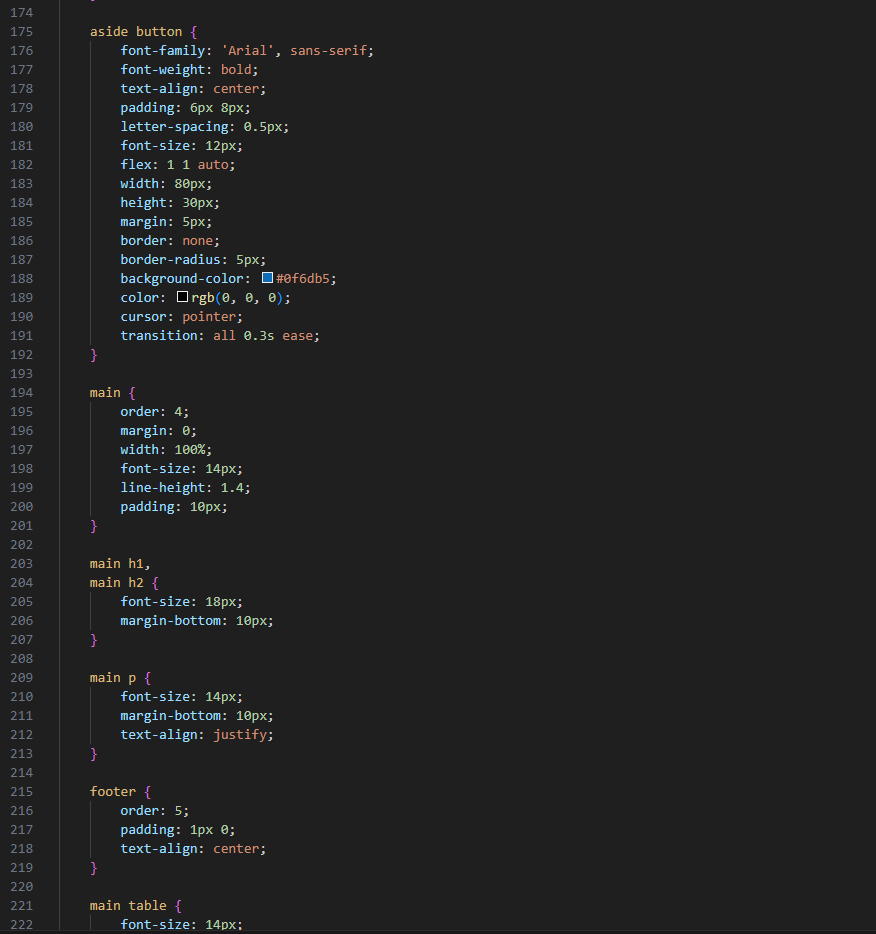 174
175 aside button {
176 font-family: 'Arial', sans-serif;
177 font-weight: bold;
178 text-align: center;
179 padding: 6px 8px;
180 letter-spacing: 0.5px;
181 font-size: 12px;
182 flex: 1 1 auto;
183 width: 80px;
184 height: 30px;
185 margin: 5px;
186 border: none;
187 border-radius: 5px;
188 background-color: #0f6db5;
189 color: rgb(0, 0, 0);
190 cursor: pointer;
191 transition: all 0.3s ease;
192 }
193
194 main {
195 order: 4;
196 margin: 0;
197 width: 100%;
198 font-size: 14px;
199 line-height: 1.4;
200 padding: 10px;
201 }
202
203 main h1,
204 main h2 {
205 font-size: 18px;
206 margin-bottom: 10px;
207 }
208
209 main p {
210 font-size: 14px;
211 margin-bottom: 10px;
212 text-align: justify;
213 }
214
215 footer {
216 order: 5;
217 padding: 1px 0;
218 text-align: center;
219 }
220
221 main table {
222 font-size: 14px;